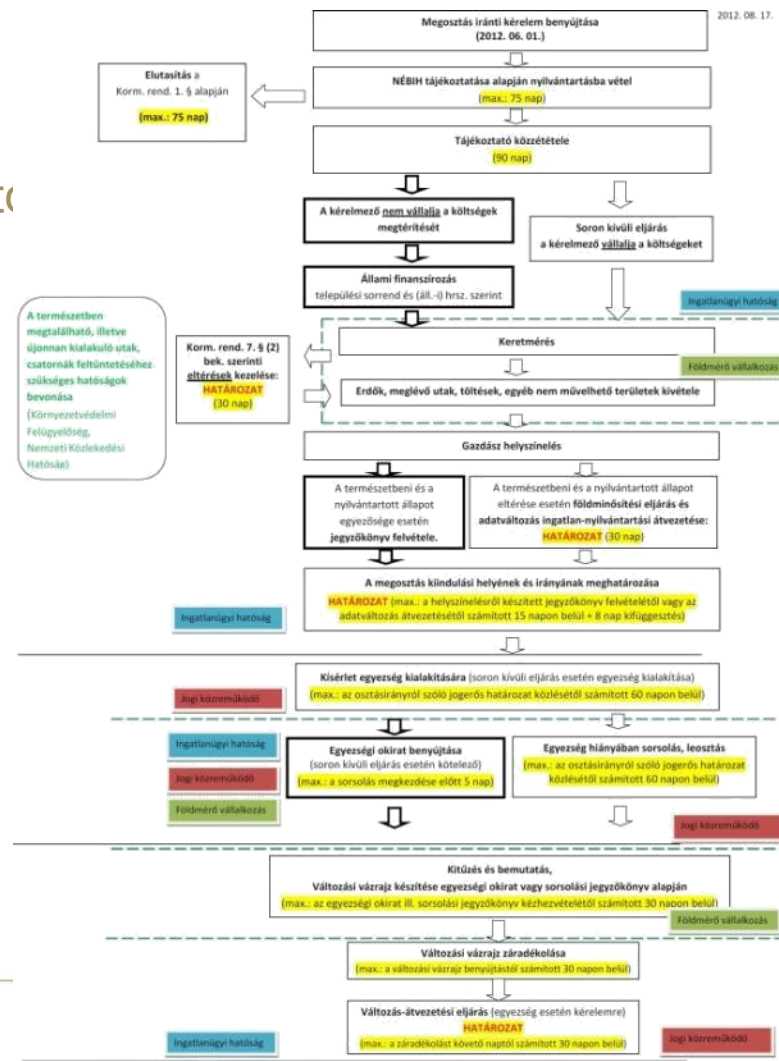 2012. 08. 17.
Megosztás iránti kérelem benyújtása
(2012. 06. 01.)
Elutasítás a
Korm. rend. 1. § alapján
(max.: 75 nap)
NÉBIH tájékoztatása alapján nyilvántartásba vétel
(max.: 75 nap)
Tájékoztató közzététele
(90 nap)
A kérelmező nem vállalja a költségek
megtérítését
Soron kívüli eljárás
a kérelmező vállalja a költségeket
Állami finanszírozás
települési sorrend és (áll.-i) hrsz. szerint
Ingatlanügyi hatóság
A természetben
megtalálható, illetve
újonnan kialakuló utak,
csatornák feltüntetéséhez
szükséges hatóságok
bevonása
(Környezetvédelmi
Felügyelőség,
Nemzeti Közlekedési
Hatóság)
Korm. rend. 7. § (2)
bek. szerinti
eltérések kezelése:
HATÁROZAT
(30 nap)
Keretmérés
Földmérő vállalkozás
Erdők, meglévő utak, töltések, egyéb nem művelhető területek kivétele
Gazdász helyszínelés
A természetbeni és a
nyilvántartott állapot
egyezősége esetén
jegyzőkönyv felvétele.
A természetbeni és a nyilvántartott állapot
eltérése esetén földminősítési eljárás és
adatváltozás ingatlan-nyilvántartási átvezetése:
HATÁROZAT (30 nap)
A megosztás kiindulási helyének és irányának meghatározása
HATÁROZAT (max.: a helyszínelésről készített jegyzőkönyv felvételétől vagy az
adatváltozás átvezetésétől számított 15 napon belül + 8 nap kifüggesztés)
Ingatlanügyi hatóság
Kísérlet egyezség kialakítására (soron kívüli eljárás esetén egyezség kialakítása)
(max.: az osztásirányról szóló jogerős határozat közlésétől számított 60 napon belül)
Jogi közreműködő
Ingatlanügyi hatóság
Jogi közreműködő
Földmérő vállalkozás
Egyezségi okirat benyújtása
(soron kívüli eljárás esetén kötelező)
(max.: a sorsolás megkezdése előtt 5 nap)
Egyezség hiányában sorsolás, leosztás
(max.: az osztásirányról szóló jogerős határozat
közlésétől számított 60 napon belül)
Jogi közreműködő
Kitűzés és bemutatás,
Változási vázrajz készítése egyezségi okirat vagy sorsolási jegyzőkönyv alapján
(max.: az egyezségi okirat ill. sorsolási jegyzőkönyv kézhezvételétől számított 30 napon belül)
Földmérő vállalkozás
Változási vázrajz záradékolása
(max.: a változási vázrajz benyújtástól számított 30 napon belül)
Változás-átvezetési eljárás (egyezség esetén kérelemre)
HATÁROZAT
(max.: a záradékolást követő naptól számított 30 napon belül)
Ingatlanügyi hatóság
Jogi közreműködő